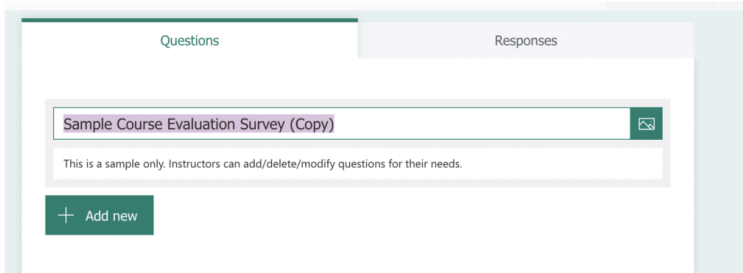 Questions
Responses
Sample Course Evaluation Survey (Copy)
This is a sample only. Instructors can add/delete/modify questions for their needs.
Add new